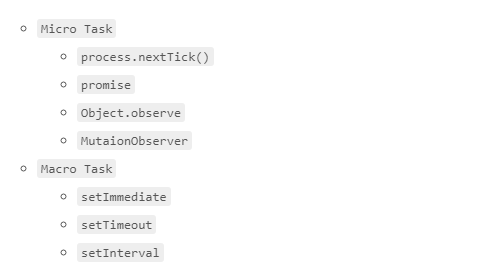 Micro Task
process.nextTick()
promise
Object.observe
MutaionObserver
Macro Task
setImmediate
setTimeout
setInterval